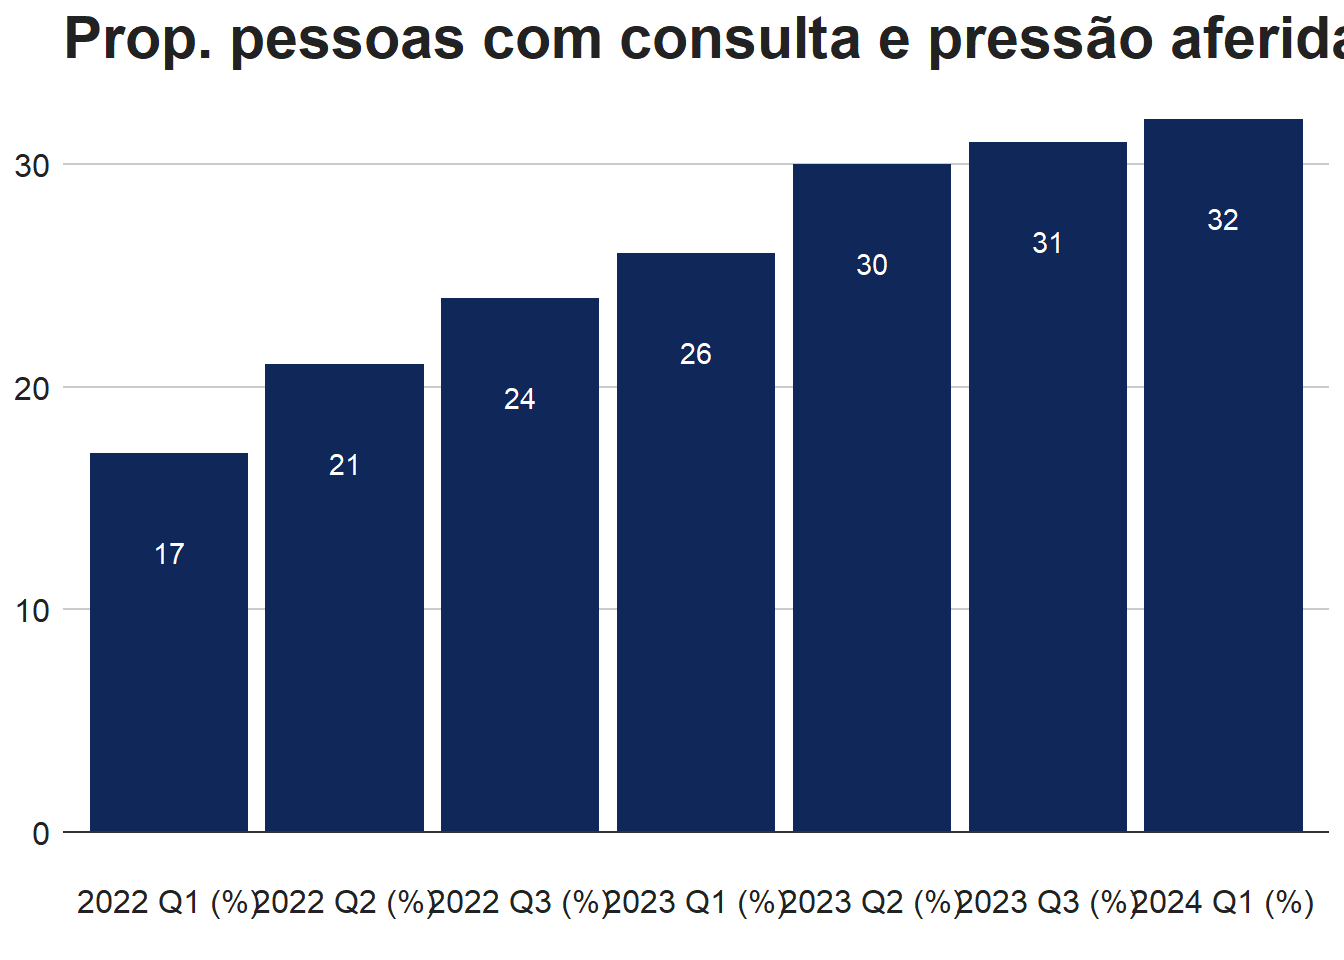 Prop. pessoas com consulta e pressão aferida
30
20
10
0
17
21
24
26
30
31
32
2022 Q1 (%)
2022 Q2 (%)
2022 Q3 (%)
2023 Q1 (%)
2023 Q2 (%)
2023 Q3 (%)
2024 Q1 (%)